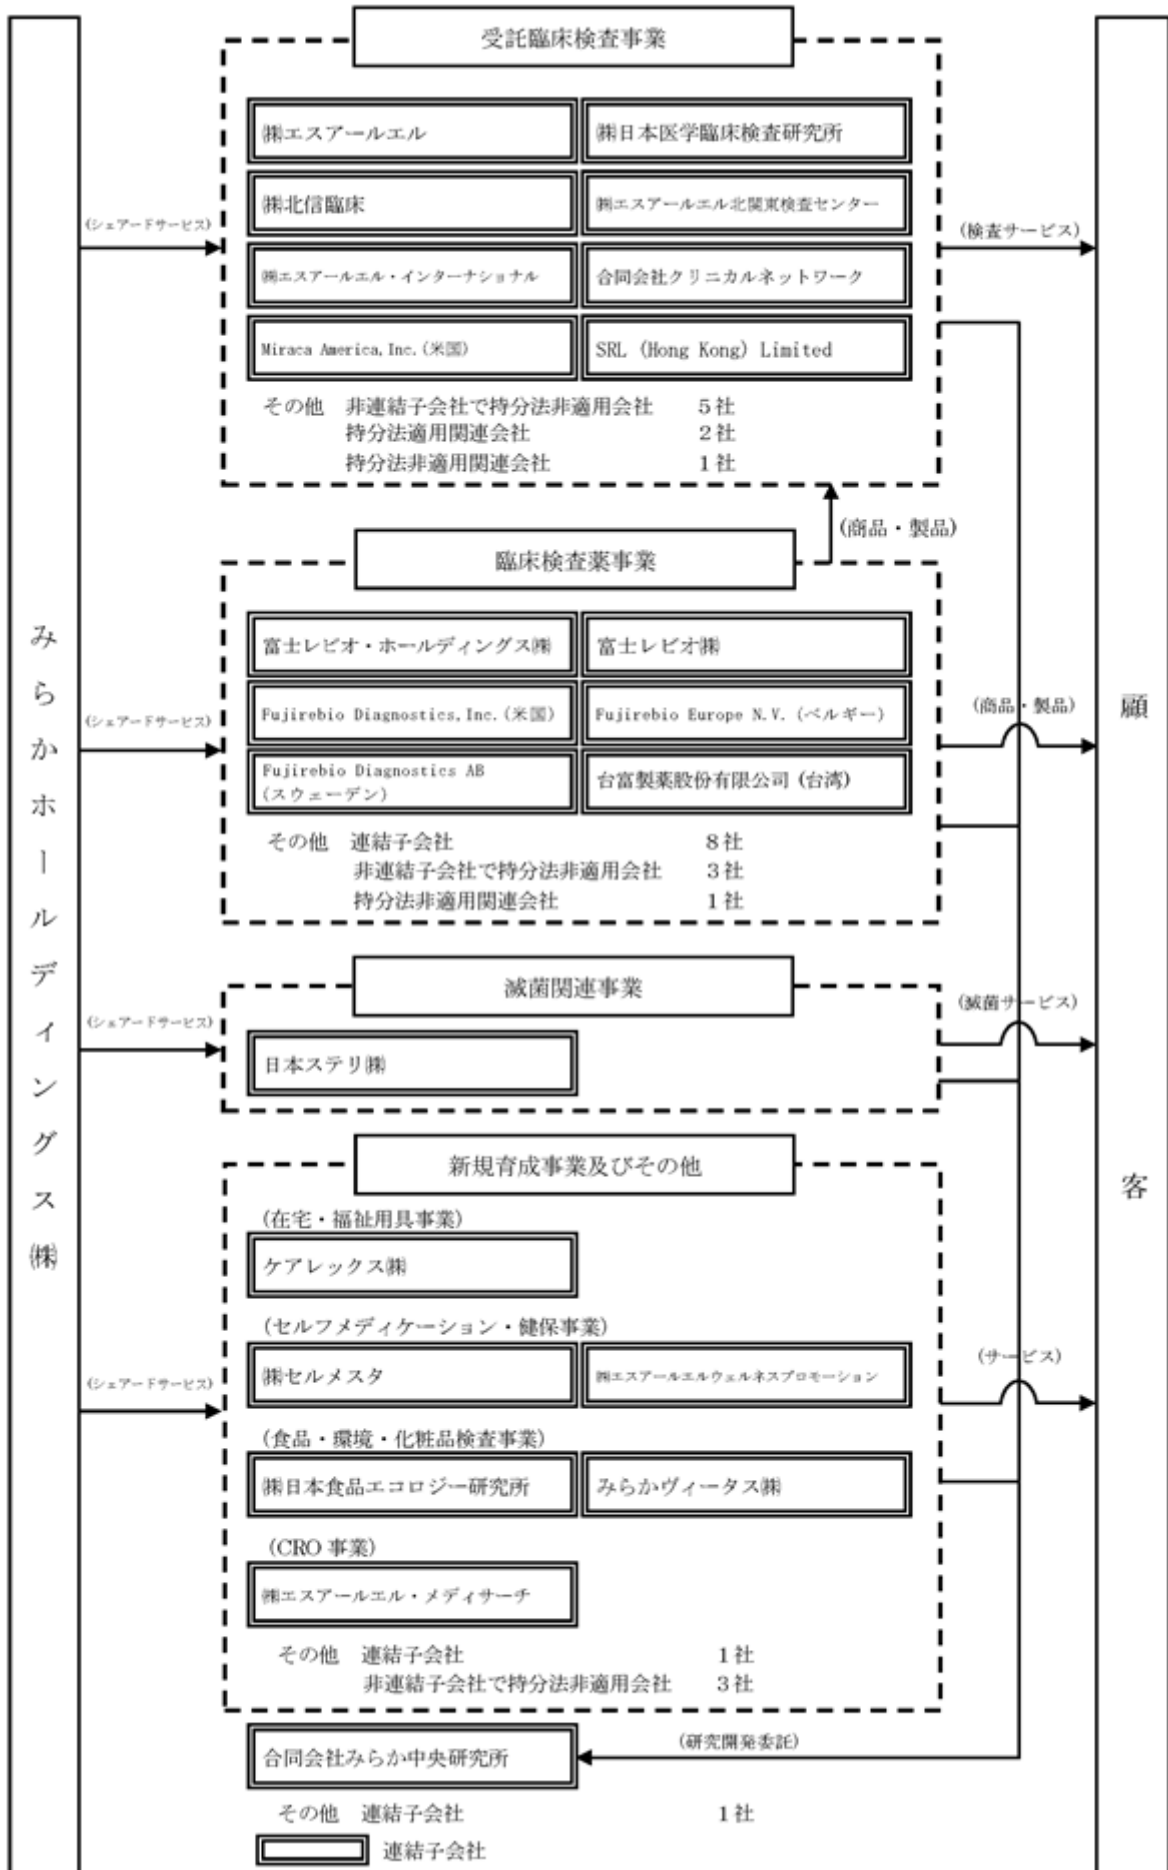 みらかホールディングス㈱
顧客
受託臨床検査事業
㈱エスアールエル
㈱日本医学臨床検査研究所
㈱北信臨床
㈱エスアールエル北関東検査センター
㈱エスアールエル・インターナショナル
合同会社クリニカルネットワーク
Miraca America,Inc.(米国)
SRL (Hong Kong) Limited
その他 非連結子会社で持分法非適用会社 5社
持分法適用関連会社 2社
持分法非適用関連会社 1社
(シェアードサービス)
(検査サービス)
(商品・製品)
臨床検査薬事業
富士レビオ・ホールディングス㈱
富士レビオ㈱
Fujirebio Diagnostics,Inc.(米国)
Fujirebio Europe N.V.(ベルギー)
Fujirebio Diagnostics AB
(スウェーデン)
台富製薬股份有限公司 (台湾)
その他 連結子会社 8社
非連結子会社で持分法非適用会社 3社
持分法非適用関連会社 1社
(シェアードサービス)
(商品・製品)
滅菌関連事業
日本ステリ㈱
(シェアードサービス)
(滅菌サービス)
新規育成事業及びその他
(在宅・福祉用具事業)
ケアレックス㈱
(セルフメディケーション・健保事業)
㈱セルメスタ
㈱エスアールエルウェルネスプロモーション
(シェアードサービス)
(サービス)
(食品・環境・化粧品検査事業)
㈱日本食品エコロジー研究所
みらかヴィータス㈱
(CRO 事業)
㈱エスアールエル・メディサーチ
その他 連結子会社 1社
非連結子会社で持分法非適用会社 3社
合同会社みらか中央研究所
(研究開発委託)
その他 連結子会社 1社
連結子会社